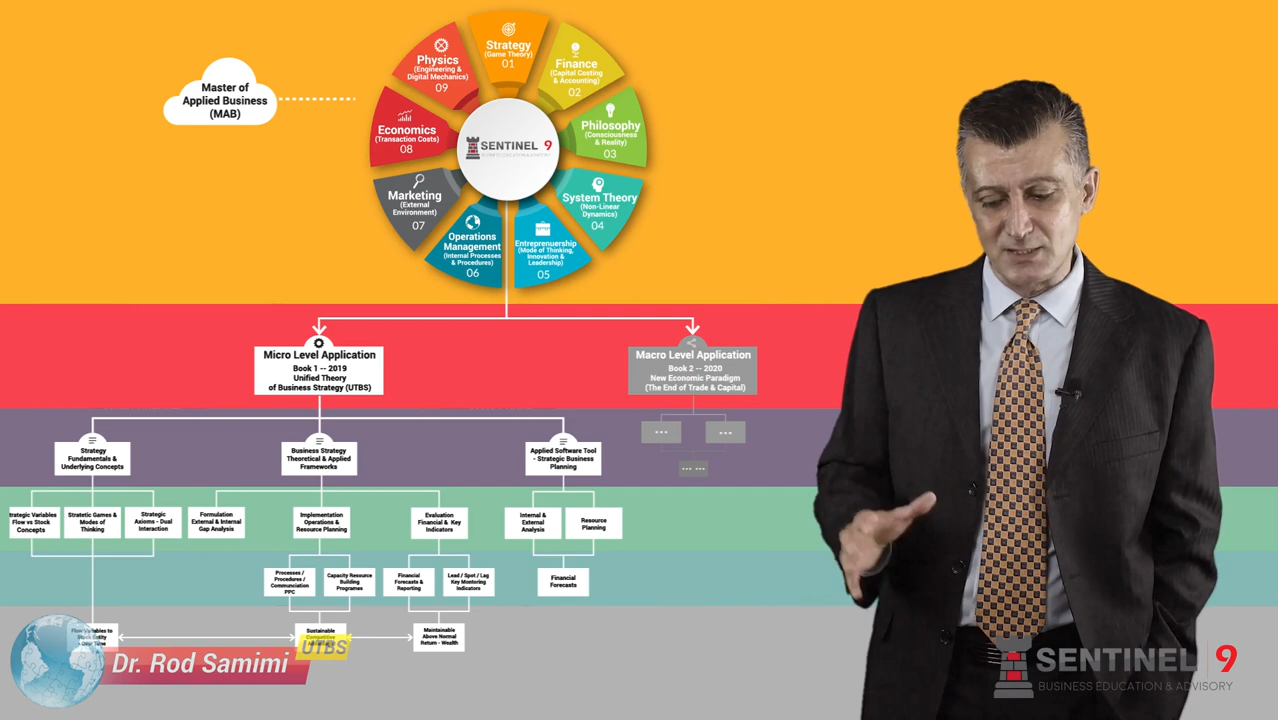 Master of
Applied Business
(MAB)
Strategy
(Game Theory)
01
Finance
(Capital Costing
& Accounting)
02
Philosophy
(Consciousness
& Reality)
03
System Theory
(Non-Linear
Dynamics)
04
Entreprenuership
(Mode of Thinking,
Innovation &
Leadership)
05
Operations
Management
(Internal Processes
& Procedures)
06
Marketing
(External
Environment)
07
Economics
(Transaction Costs)
08
Physics
(Engineering &
Digital Mechanics)
09
SENTINEL 9
Micro Level Application
Book 1 -- 2019
Unified Theory
of Business Strategy (UTBS)
Macro Level Application
Book 2 -- 2020
New Economic Paradigm
(The End of Trade & Capital)
Strategy
Fundamentals &
Underlying Concepts
Business Strategy
Theoretical & Applied
Frameworks
Applied Software Tool
- Strategic Business
Planning
trategic Variables
Flow vs Stock
Concepts
Stratetic Games &
Modes of
Thinking
Strategic
Axioms - Dual
Interaction
Formulation
External & Internal
Gap Analysis
Implementation
Operations &
Resource Planning
Evaluation
Financial & Key
Indicators
Internal &
External
Analysis
Resource
Planning
Processes /
Procedures /
Communciation
PPC
Capacity Resource
Building
Programes
Financial
Forecasts &
Reporting
Lead / Spot / Lag
Key Montoring
Indicators
Financial
Forecasts
Sustainable
Maintainable
Above Normal
Return - Wealth
UTBS
Dr. Rod Samimi
SENTINEL 9
BUSINESS EDUCATION & ADVISORY